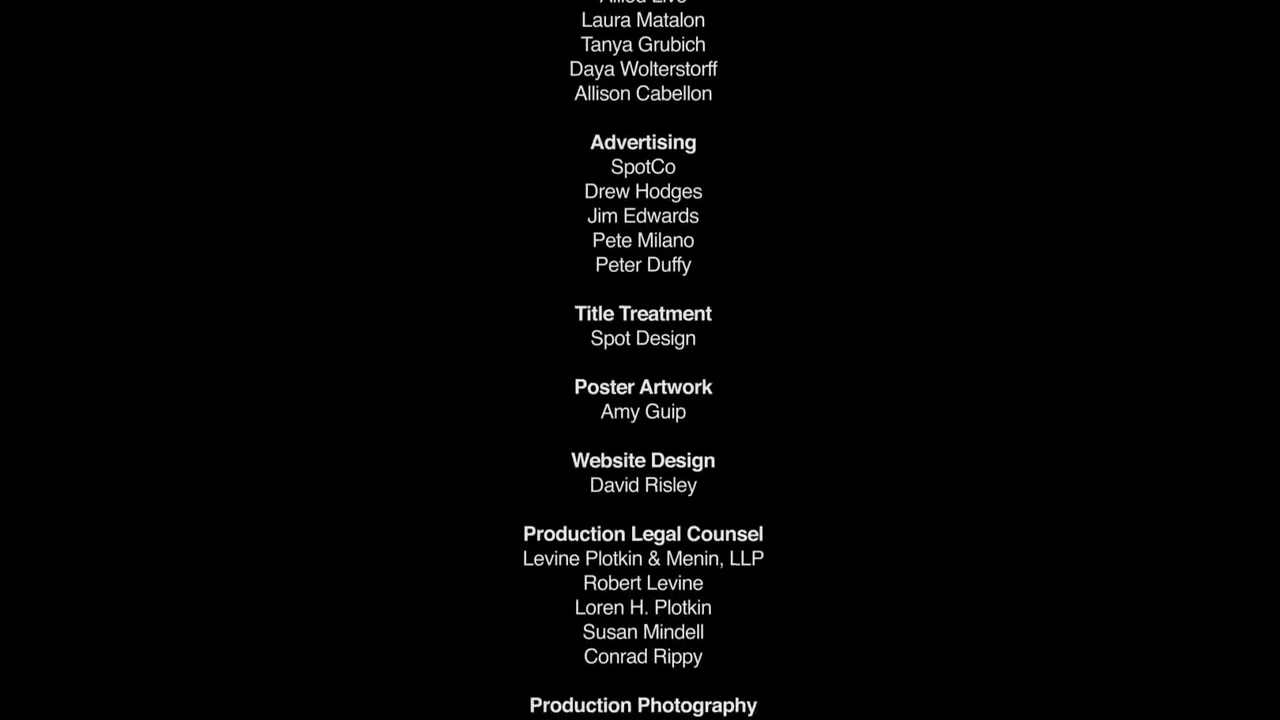 Laura Matalon
Tanya Grubich
Daya Wolterstorff
Allison Cabellon
Advertising
SpotCo
Drew Hodges
Jim Edwards
Pete Milano
Peter Duffy
Title Treatment
Spot Design
Poster Artwork
Amy Guip
Website Design
David Risley
Production Legal Counsel
Levine Plotkin & Menin, LLP
Robert Levine
Loren H. Plotkin
Susan Mindell
Conrad Rippy
Production Photography